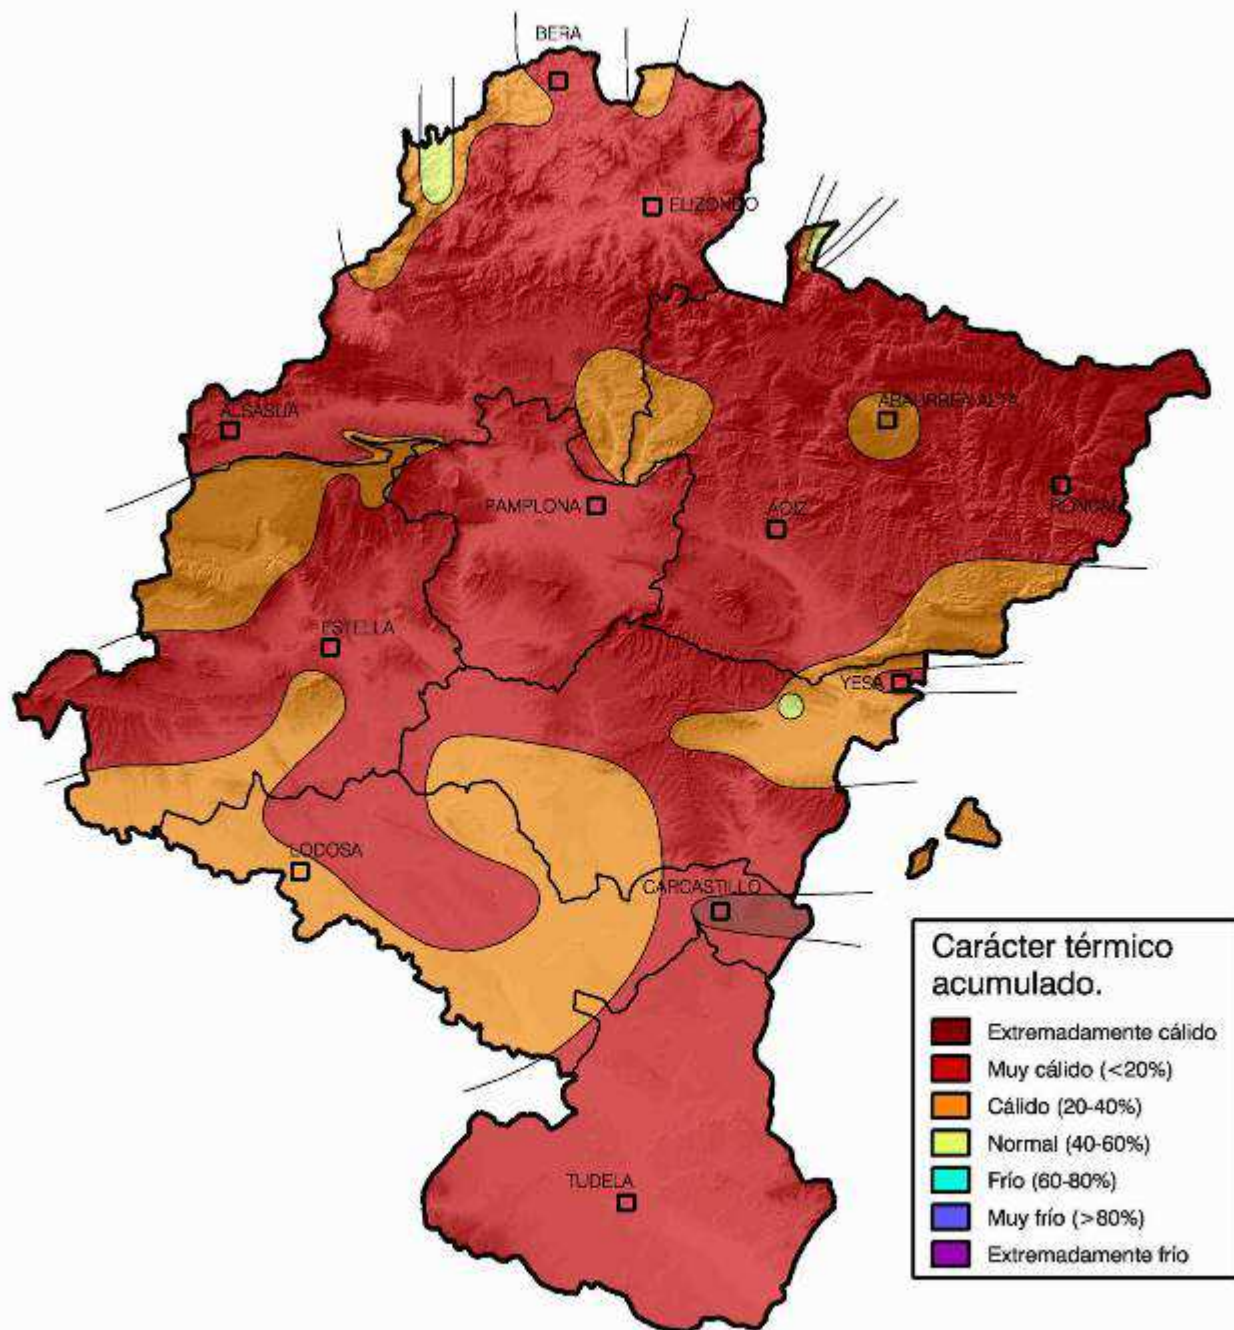 BERA
ELIZONDO
ALSASUA
ABAURREA ALTA
PAMPLONA
AOIZ
RONCAL
ESTELLA
YESA
LODOSA
CARCASTILLO
TUDELA
Carácter térmico
acumulado.
Extremadamente cálido
Muy cálido (<20%)
Cálido (20-40%)
Normal (40-60%)
Frío (60-80%)
Muy frío (>80%)
Extremadamente frío